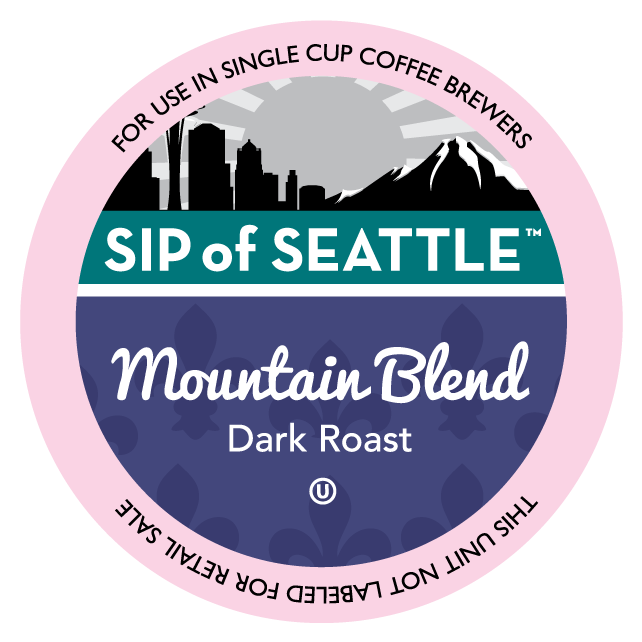 FOR USE IN SINGLE CUP COFFEE BREWERS
SIP of SEATTLE™
Mountain Blend
Dark Roast
U
THIS UNIT NOT LABELED FOR RETAIL SALE